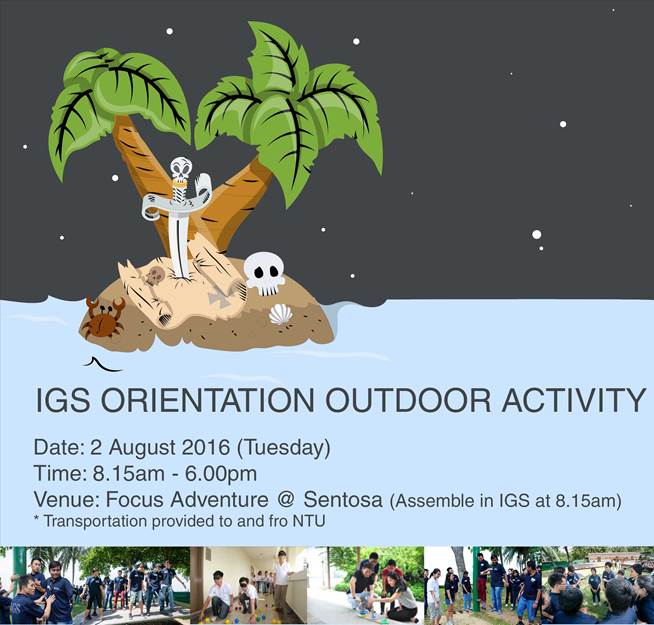 IGS ORIENTATION OUTDOOR ACTIVITY
Date: 2 August 2016 (Tuesday)
Time: 8.15am - 6.00pm
Venue: Focus Adventure @ Sentosa (Assemble in IGS at 8.15am)
* Transportation provided to and fro NTU